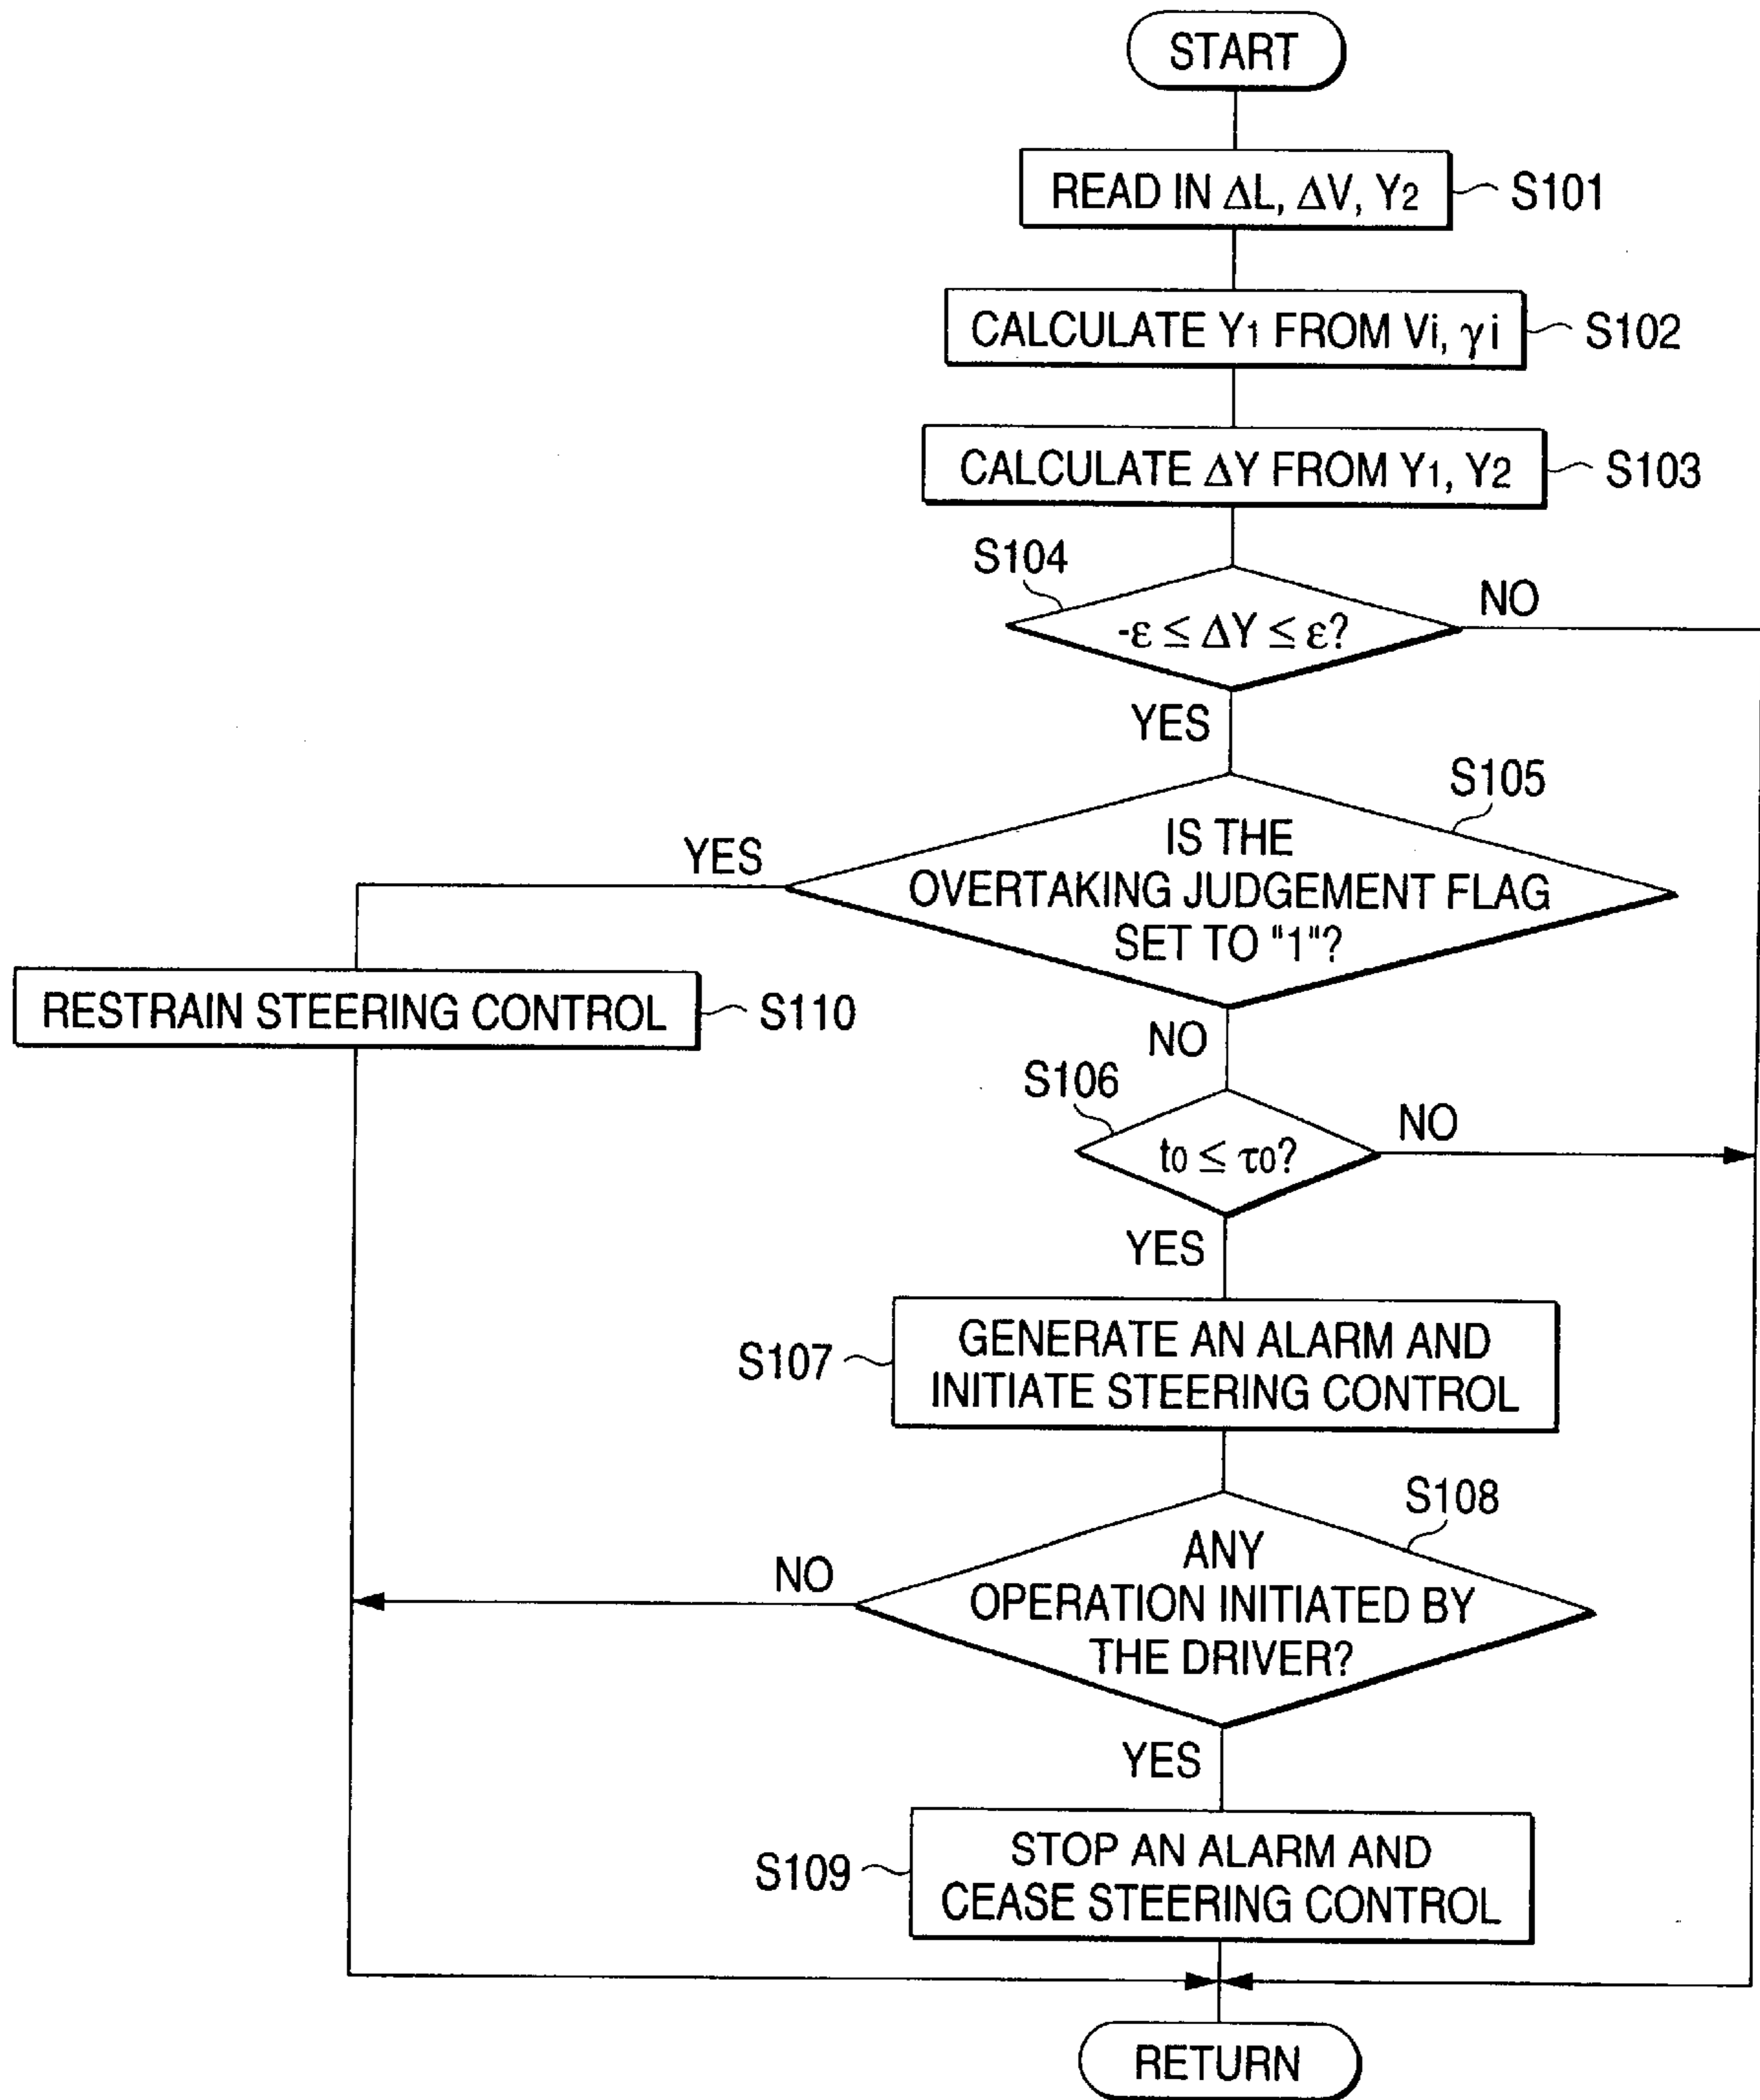 START
READ IN ΔL, ΔV, Y2
S101
CALCULATE Y1 FROM Vi, γi
S102
CALCULATE ΔY FROM Y1, Y2
S103
S104
-ε ≤ ΔY ≤ ε?
NO
YES
S105
IS THE
OVERTAKING JUDGEMENT FLAG
SET TO "1"?
YES
RESTRAIN STEERING CONTROL
S110
NO
S106
t0 ≤ τ0?
NO
YES
S107
GENERATE AN ALARM AND
INITIATE STEERING CONTROL
S108
ANY
OPERATION INITIATED BY
THE DRIVER?
NO
YES
S109
STOP AN ALARM AND
CEASE STEERING CONTROL
RETURN